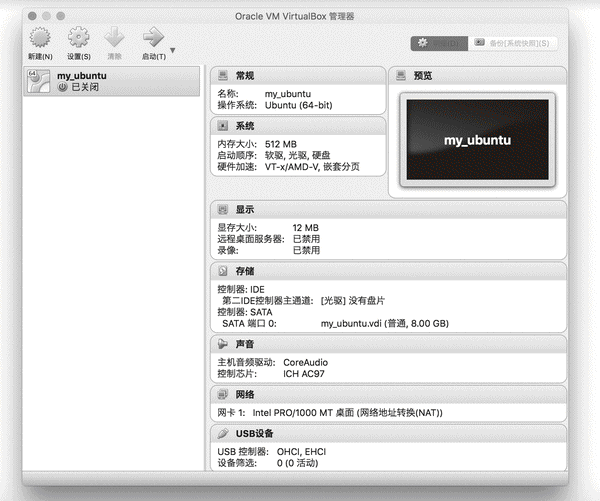 Oracle VM VirtualBox 管理器
新建(N)
设置(S)
清除
启动(T)
备份[系统快照](S)
64
my_ubuntu
已关闭
常规
名称: my_ubuntu
操作系统: Ubuntu (64-bit)
预览
my_ubuntu
系统
内存大小: 512 MB
启动顺序: 软驱, 光驱, 硬盘
硬件加速: VT-x/AMD-V, 嵌套分页
显示
显存大小: 12 MB
远程桌面服务器: 已禁用
录像: 已禁用
存储
控制器: IDE
第二IDE控制器主通道: [光驱] 没有盘片
控制器: SATA
SATA 端口 0: my_ubuntu.vdi (普通, 8.00 GB)
声音
主机音频驱动: CoreAudio
控制芯片: ICH AC97
网络
网卡 1: Intel PRO/1000 MT 桌面 (网络地址转换(NAT))
USB设备
USB 控制器: OHCI, EHCI
设备筛选: 0 (0 活动)